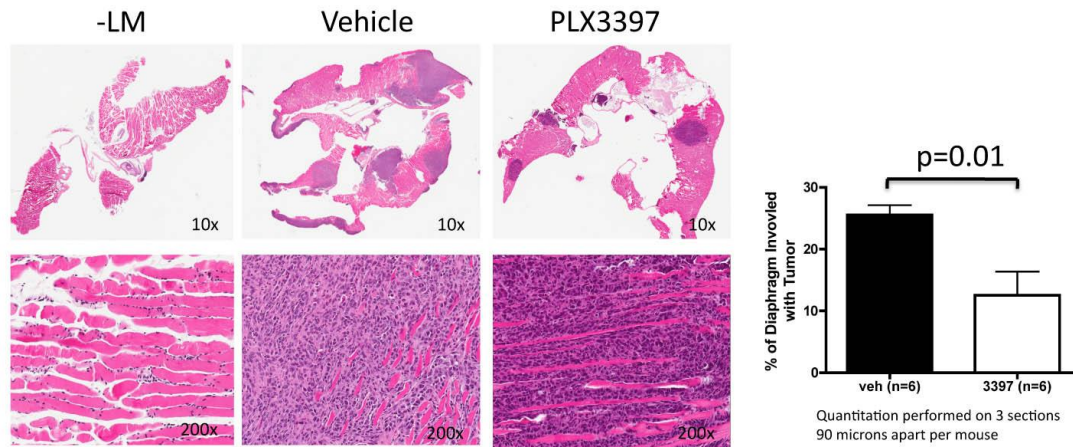 -LM
Vehicle
PLX3397
10x
10x
10x
200x
200x
200x
p=0.01
% of Diaphragm Invovled
with Tumor
40
30
20
10
0
veh (n=6)
3397 (n=6)
Quantitation performed on 3 sections
90 microns apart per mouse